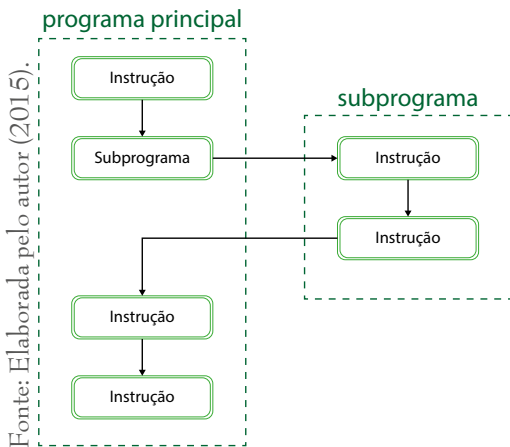 programa principal
Instrução
Subprograma
subprograma
Instrução
Instrução
Instrução
Instrução
Fonte: Elaborada pelo autor (2015).